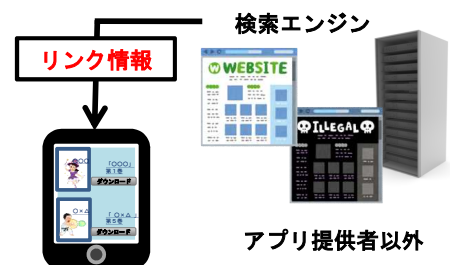 検索エンジン
リンク情報
WEBSITE
ILLEGAL
「○○○」
第1巻
ダウンロード
「○×△」
第5巻
ダウンロード
アプリ提供者以外